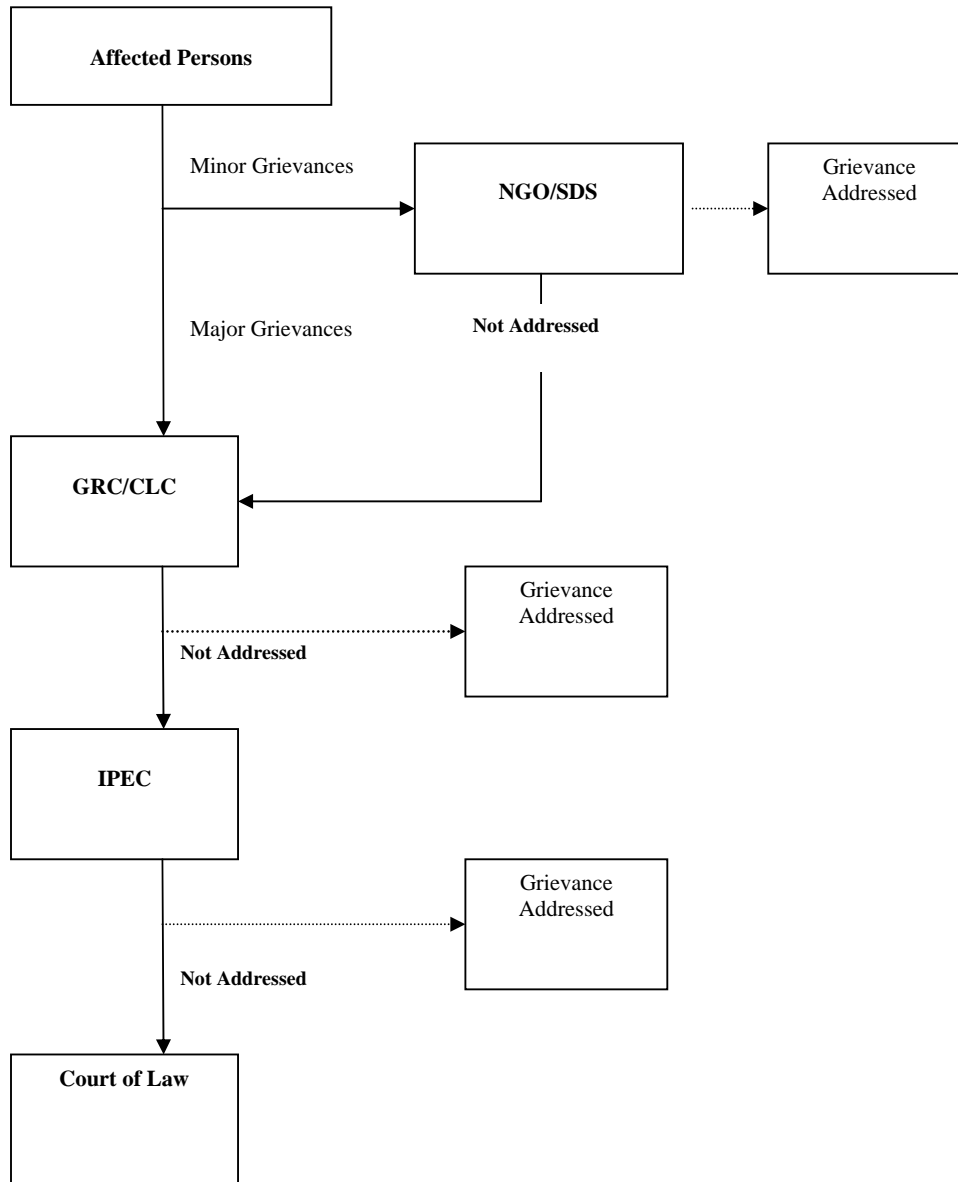 Affected Persons
Minor Grievances
NGO/SDS
Grievance
Addressed
Major Grievances
Not Addressed
GRC/CLC
Grievance
Addressed
Not Addressed
IPEC
Grievance
Addressed
Not Addressed
Court of Law